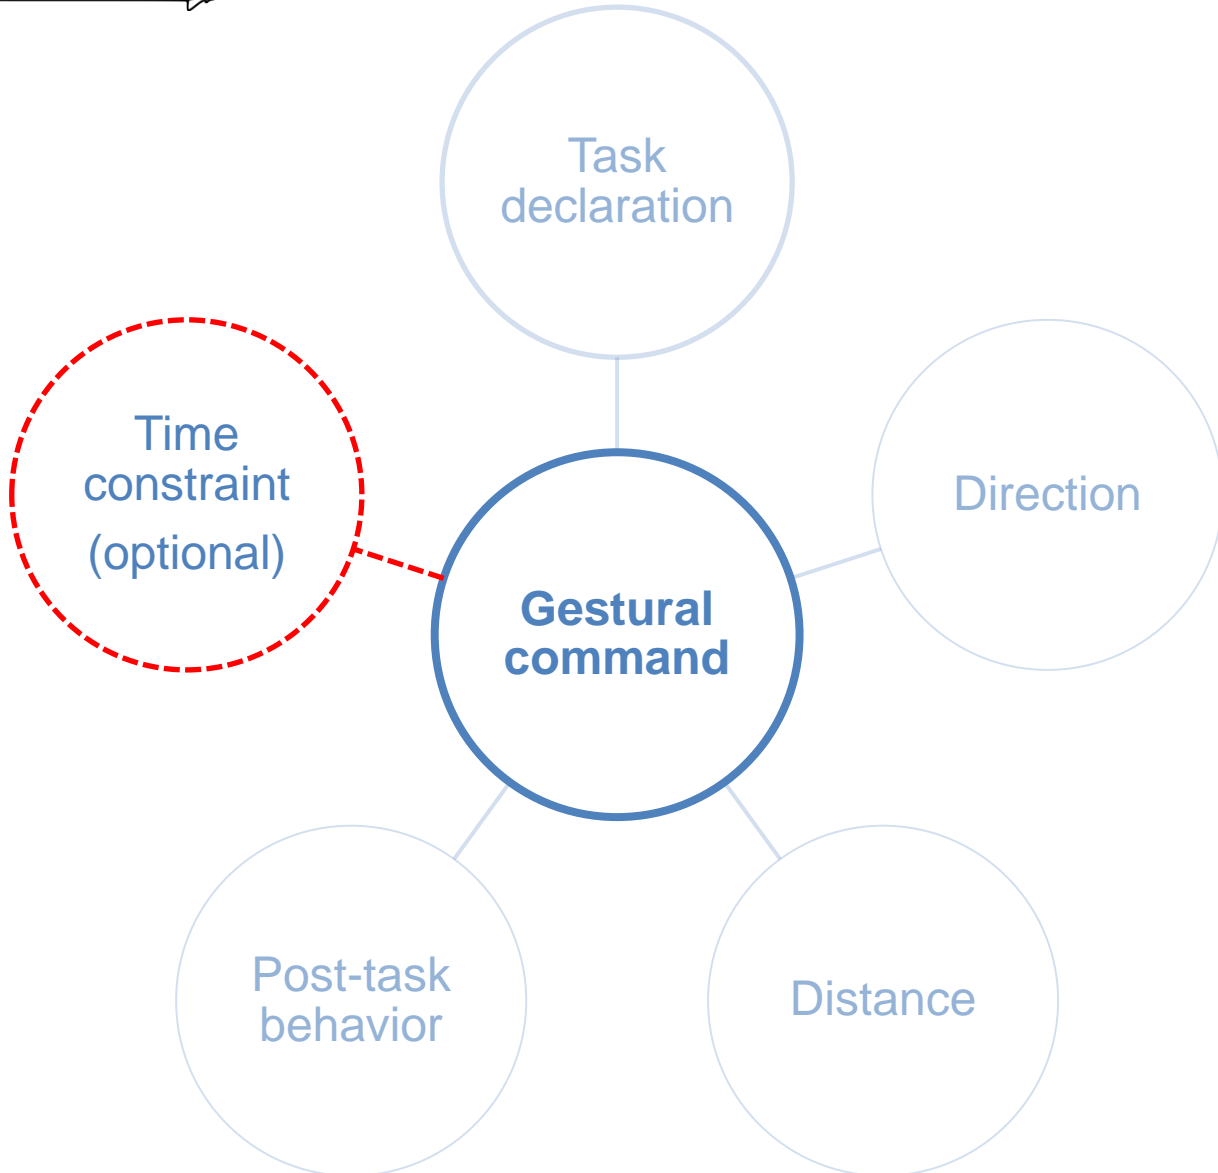 Task
declaration
Time
constraint
(optional)
Direction
Gestural
command
Post-task
behavior
Distance